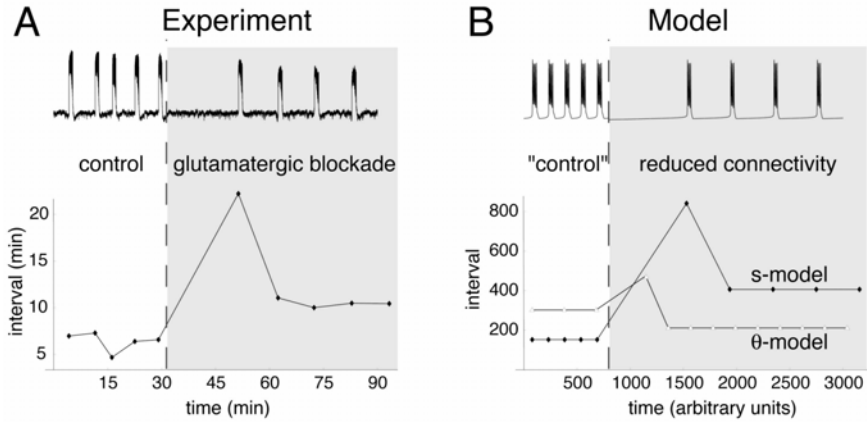 A Experiment
control glutamatergic blockade
interval (min)
20
15
10
5
15 30 45 60 75 90
time (min)
B Model
"control" reduced connectivity
interval
800
600
400
200
s-model
θ-model
500 1000 1500 2000 2500 3000
time (arbitrary units)